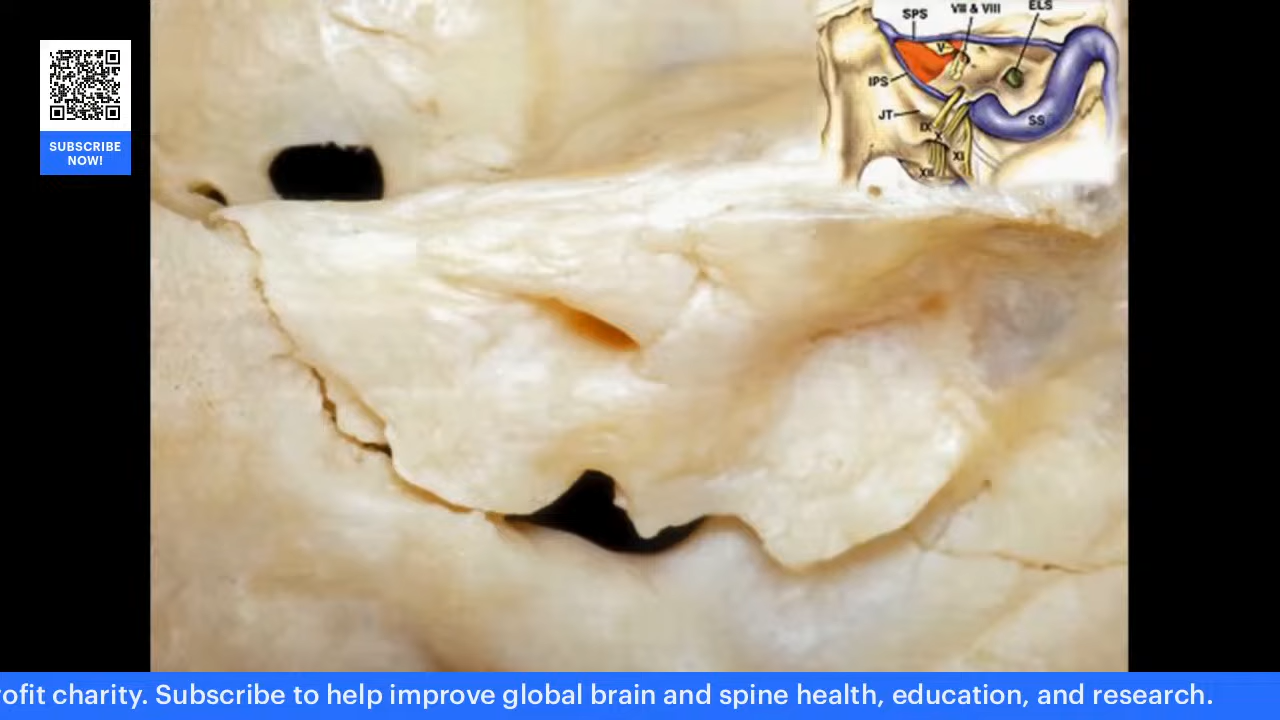 SUBSCRIBE
NOW!
SPS
VII & VIII
ELS
V
IPS
JT
IX
X
SS
XI
XII
ofit charity. Subscribe to help improve global brain and spine health, education, and research.